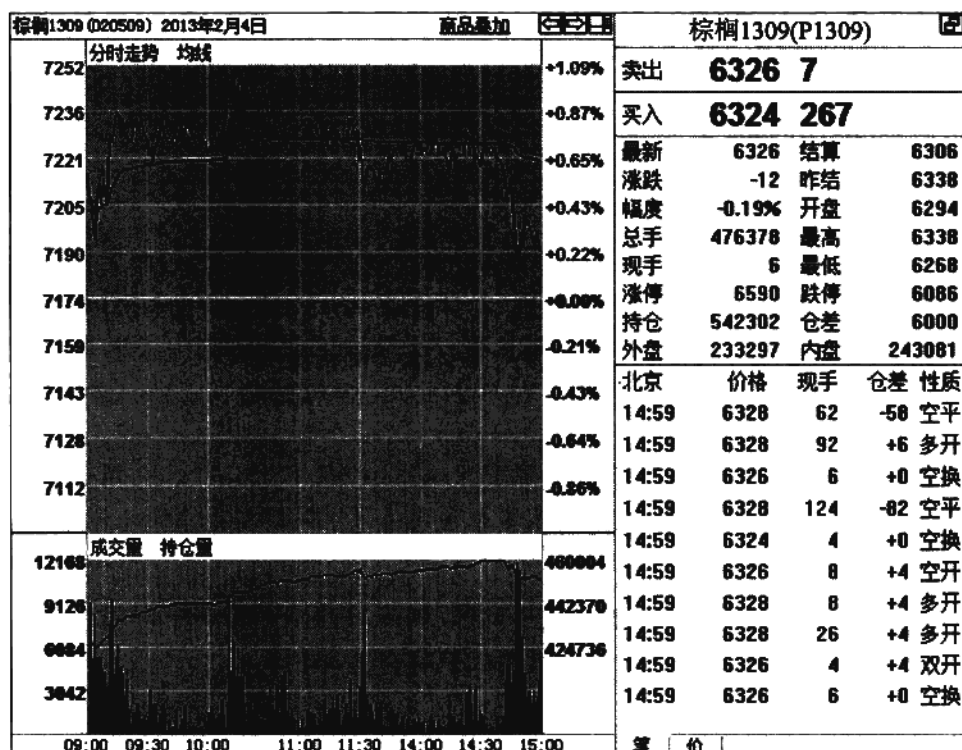 棕榈1309 (020509) 2013年2月4日 商品叠加
分时走势 均线
7252 +1.09%
7236 +0.87%
7221 +0.65%
7205 +0.43%
7190 +0.22%
7174 +0.00%
7159 -0.21%
7143 -0.43%
7128 -0.64%
7112 -0.86%
成交量 持仓量
12168 460004
9126 442370
6084 424736
3042
09:00 09:30 10:00 11:00 11:30 14:00 14:30 15:00
棕榈1309(P1309)
卖出 6326 7
买入 6324 267
最新 6326 结算 6306
涨跌 -12 昨结 6338
幅度 -0.19% 开盘 6294
总手 476378 最高 6338
现手 6 最低 6268
涨停 6590 跌停 6086
持仓 542302 仓差 6000
外盘 233297 内盘 243081
北京 价格 现手 仓差 性质
14:59 6328 62 -58 空平
14:59 6328 92 +6 多开
14:59 6326 6 +0 空换
14:59 6328 124 -82 空平
14:59 6324 4 +0 空换
14:59 6326 8 +4 空开
14:59 6328 8 +4 多开
14:59 6328 26 +4 多开
14:59 6326 4 +4 双开
14:59 6326 6 +0 空换
笔 价